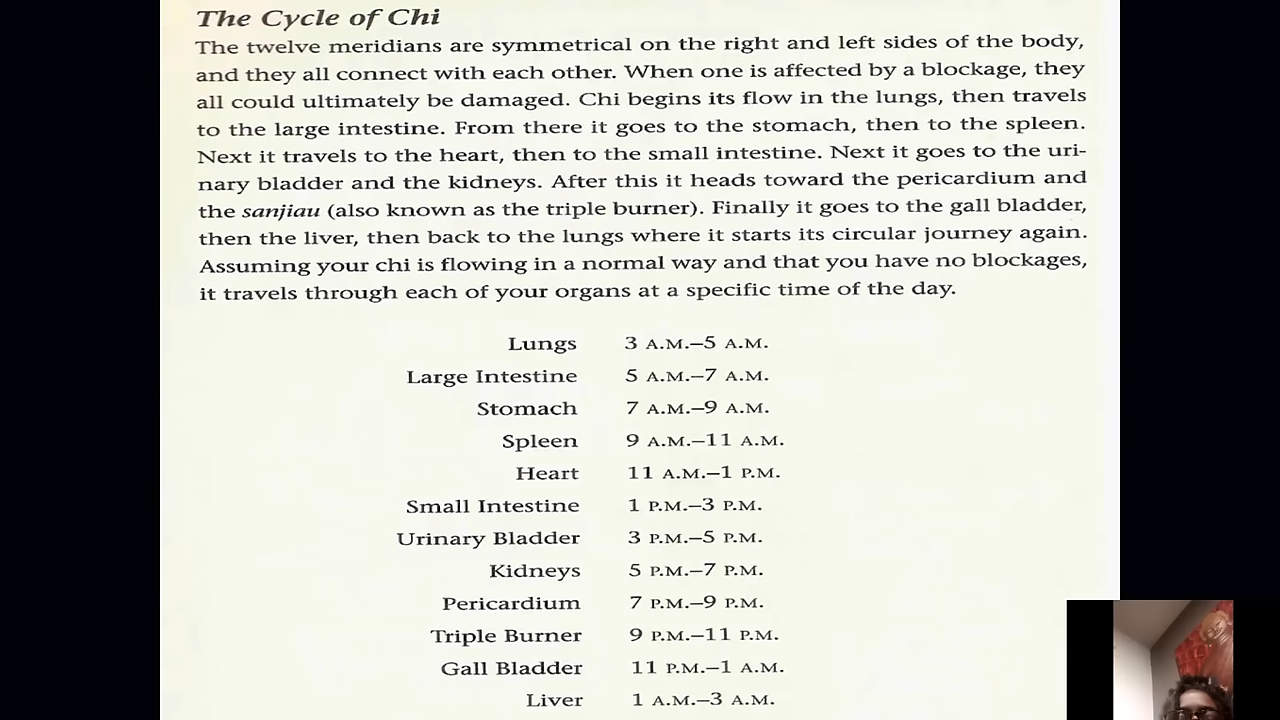 The Cycle of Chi
The twelve meridians are symmetrical on the right and left sides of the body,
and they all connect with each other. When one is affected by a blockage, they
all could ultimately be damaged. Chi begins its flow in the lungs, then travels
to the large intestine. From there it goes to the stomach, then to the spleen.
Next it travels to the heart, then to the small intestine. Next it goes to the uri-
nary bladder and the kidneys. After this it heads toward the pericardium and
the sanjiau (also known as the triple burner). Finally it goes to the gall bladder,
then the liver, then back to the lungs where it starts its circular journey again.
Assuming your chi is flowing in a normal way and that you have no blockages,
it travels through each of your organs at a specific time of the day.
Lungs 3 A.M.–5 A.M.
Large Intestine 5 A.M.–7 A.M.
Stomach 7 A.M.–9 A.M.
Spleen 9 A.M.–11 A.M.
Heart 11 A.M.–1 P.M.
Small Intestine 1 P.M.–3 P.M.
Urinary Bladder 3 P.M.–5 P.M.
Kidneys 5 P.M.–7 P.M.
Pericardium 7 P.M.–9 P.M.
Triple Burner 9 P.M.–11 P.M.
Gall Bladder 11 P.M.–1 A.M.
Liver 1 A.M.–3 A.M.